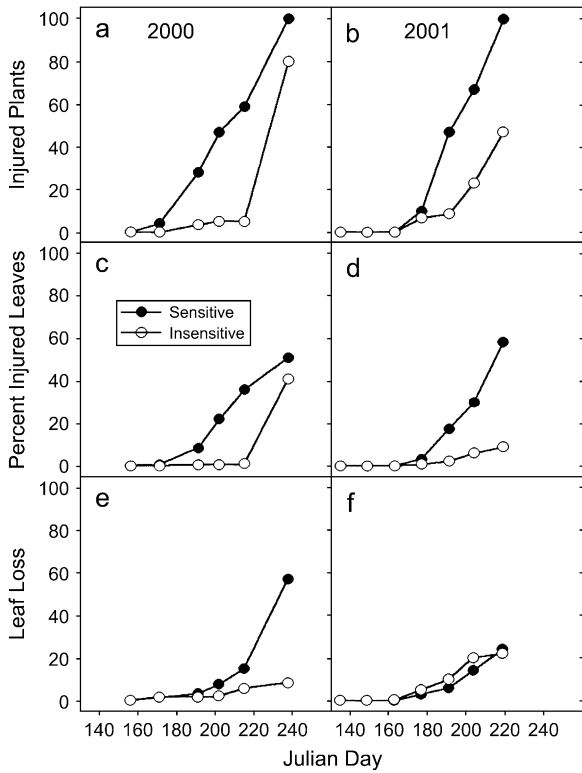 a 2000
b 2001
Injured Plants
100
80
60
40
20
0
c
d
Percent Injured Leaves
100
80
60
40
20
0
Sensitive
Insensitive
e
f
Leaf Loss
100
80
60
40
20
0
140 160 180 200 220 240 140 160 180 200 220 240
Julian Day